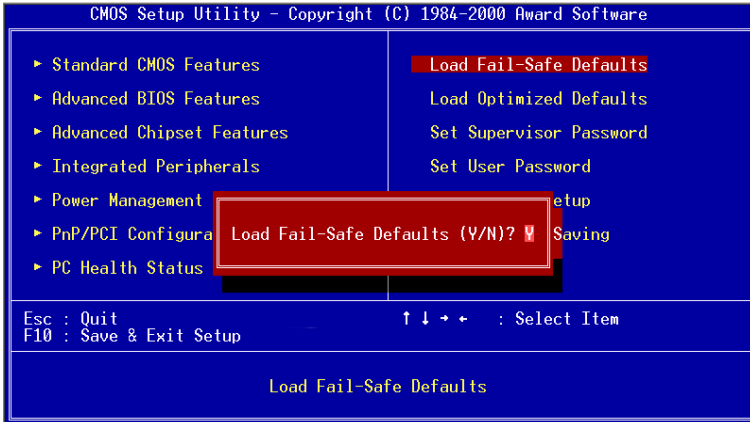 CMOS Setup Utility - Copyright (C) 1984-2000 Award Software
► Standard CMOS Features
► Advanced BIOS Features
► Advanced Chipset Features
► Integrated Peripherals
► Power Management
► PnP/PCI Configura
► PC Health Status
Load Fail-Safe Defaults
Load Optimized Defaults
Set Supervisor Password
Set User Password
etup
Saving
Load Fail-Safe Defaults (Y/N)? Y
Esc : Quit
F10 : Save & Exit Setup
↑ ↓ → ← : Select Item
Load Fail-Safe Defaults